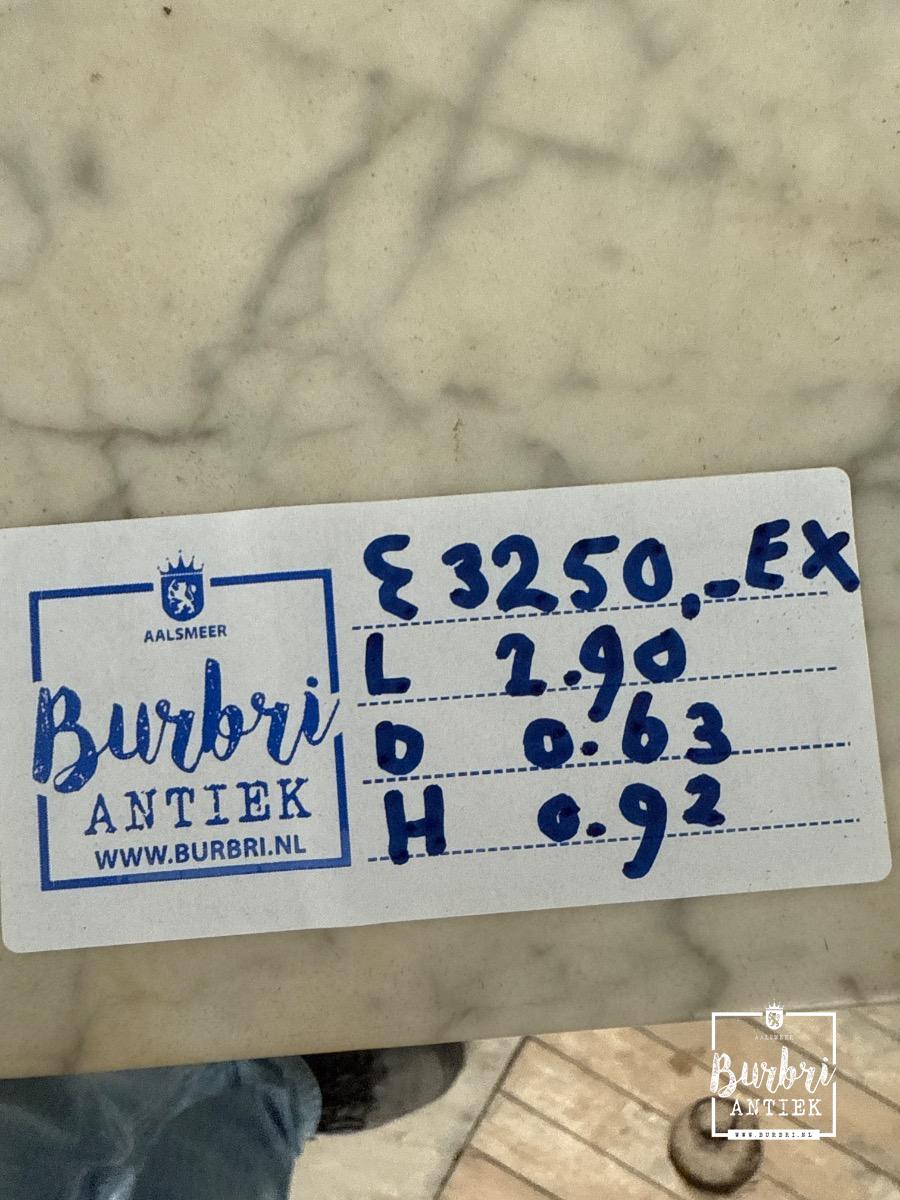 AALSMEER
Burbri
ANTIEK
WWW.BURBRI.NL
£ 3250,- EX
L 2.90
D 0.63
H 0.92
AALSMEER
Burbri
ANTIEK
WWW.BURBRI.NL